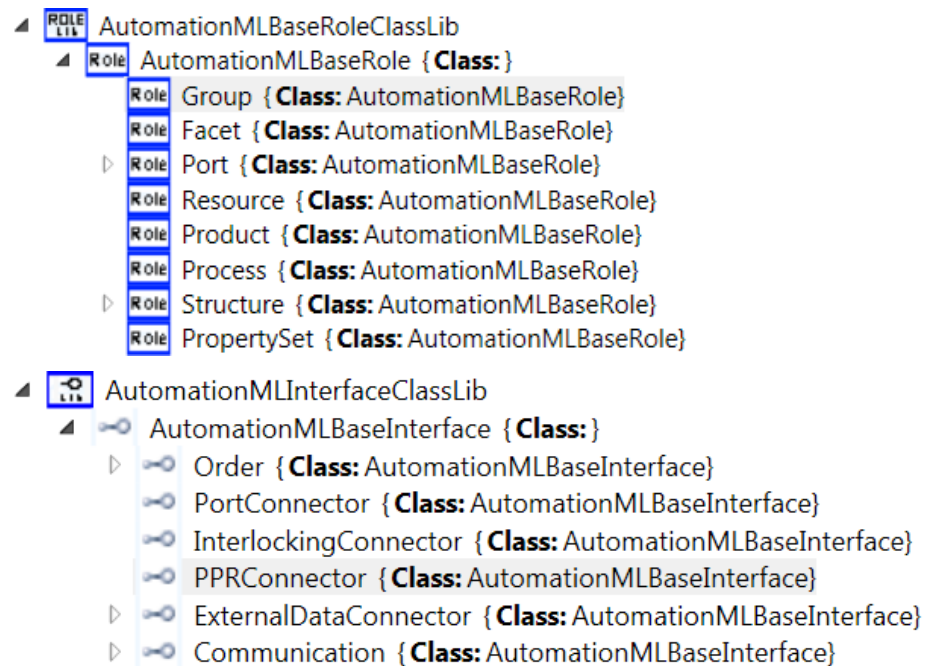 ROLE LIB AutomationMLBaseRoleClassLib
Role AutomationMLBaseRole {Class: }
Role Group {Class: AutomationMLBaseRole}
Role Facet {Class: AutomationMLBaseRole}
Role Port {Class: AutomationMLBaseRole}
Role Resource {Class: AutomationMLBaseRole}
Role Product {Class: AutomationMLBaseRole}
Role Process {Class: AutomationMLBaseRole}
Role Structure {Class: AutomationMLBaseRole}
Role PropertySet {Class: AutomationMLBaseRole}
LIB AutomationMLInterfaceClassLib
AutomationMLBaseInterface {Class: }
Order {Class: AutomationMLBaseInterface}
PortConnector {Class: AutomationMLBaseInterface}
InterlockingConnector {Class: AutomationMLBaseInterface}
PPRConnector {Class: AutomationMLBaseInterface}
ExternalDataConnector {Class: AutomationMLBaseInterface}
Communication {Class: AutomationMLBaseInterface}